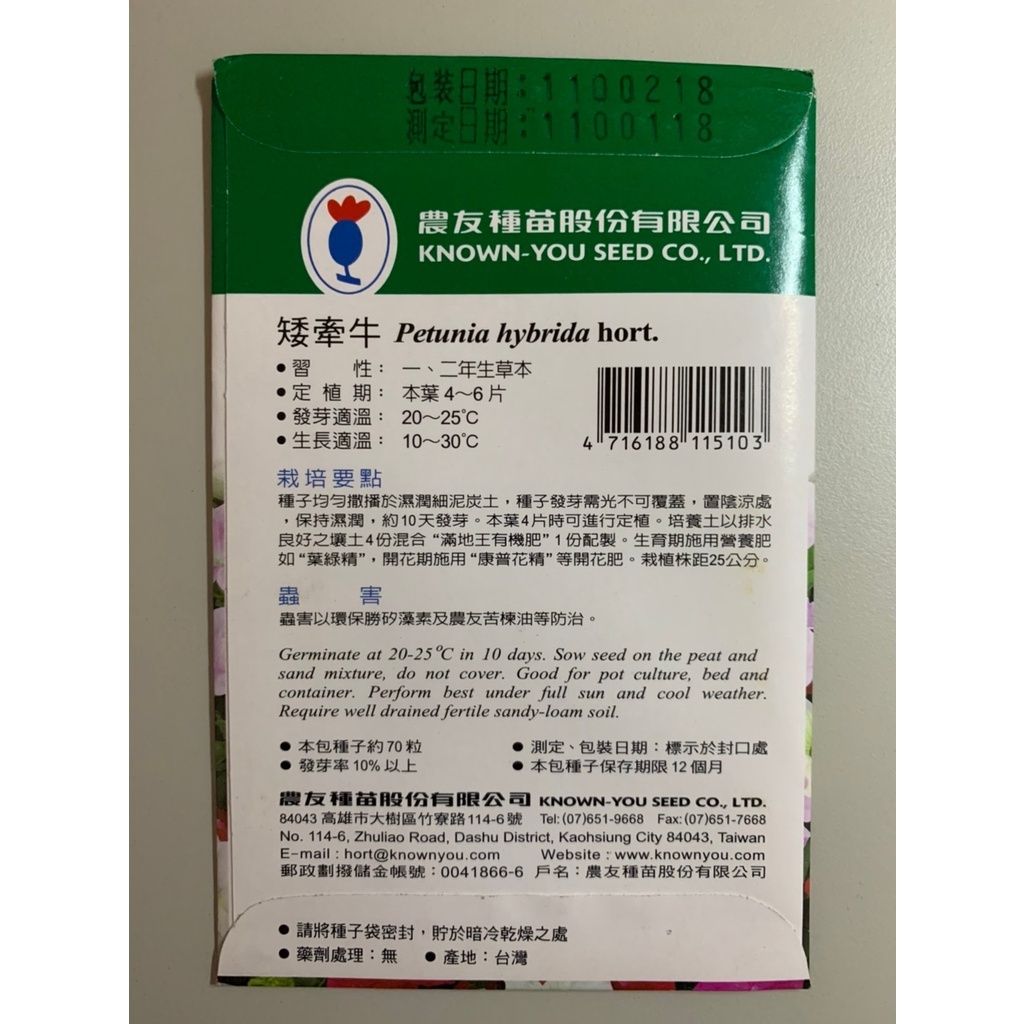 包裝日期：1100218
測定日期：1100118
農友種苗股份有限公司
KNOWN-YOU SEED CO., LTD.
矮牽牛 Petunia hybrida hort.
●習　　性：一、二年生草本
●定 植 期：本葉4～6片
●發芽適溫：20～25℃
●生長適溫：10～30℃
4 716188 115103
栽培要點
種子均勻撒播於濕潤細泥炭土，種子發芽需光不可覆蓋，置陰涼處
，保持濕潤，約10天發芽。本葉4片時可進行定植。培養土以排水
良好之壤土4份混合“滿地王有機肥”1份配製。生育期施用營養肥
如“葉綠精”，開花期施用“康普花精”等開花肥。栽植株距25公分。
蟲　　害
蟲害以環保勝矽藻素及農友苦楝油等防治。
Germinate at 20-25℃ in 10 days. Sow seed on the peat and
sand mixture, do not cover. Good for pot culture, bed and
container. Perform best under full sun and cool weather.
Require well drained fertile sandy-loam soil.
●本包種子約70粒　●測定、包裝日期：標示於封口處
●發芽率10%以上　●本包種子保存期限12個月
農友種苗股份有限公司 KNOWN-YOU SEED CO., LTD.
84043 高雄市大樹區竹寮路114-6號 Tel:(07)651-9668 Fax:(07)651-7668
No. 114-6, Zhuliao Road, Dashu District, Kaohsiung City 84043, Taiwan
E-mail : hort@knownyou.com Website : www.knownyou.com
郵政劃撥儲金帳號：0041866-6 戶名：農友種苗股份有限公司
●請將種子袋密封，貯於暗冷乾燥之處
●藥劑處理：無 ●產地：台灣